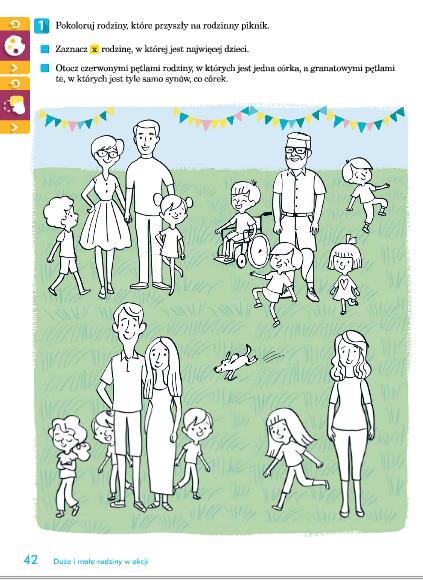 1 Pokoloruj rodziny, które przyszły na rodzinny piknik.
Zaznacz x rodzinę, w której jest najwięcej dzieci.
Otocz czerwonymi pętlami rodziny, w których jest jedna córka, a granatowymi pętlami
te, w których jest tyle samo synów, co córek.
42 Duże i małe rodziny w akcji